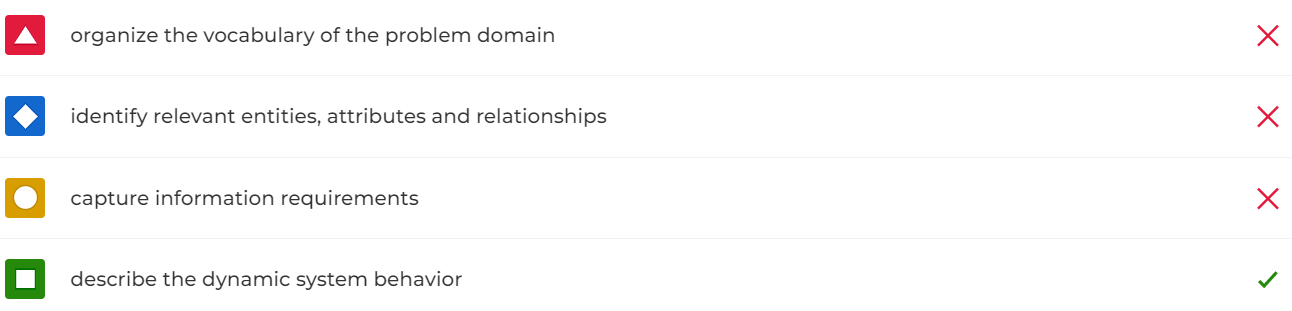 organize the vocabulary of the problem domain
identify relevant entities, attributes and relationships
capture information requirements
describe the dynamic system behavior